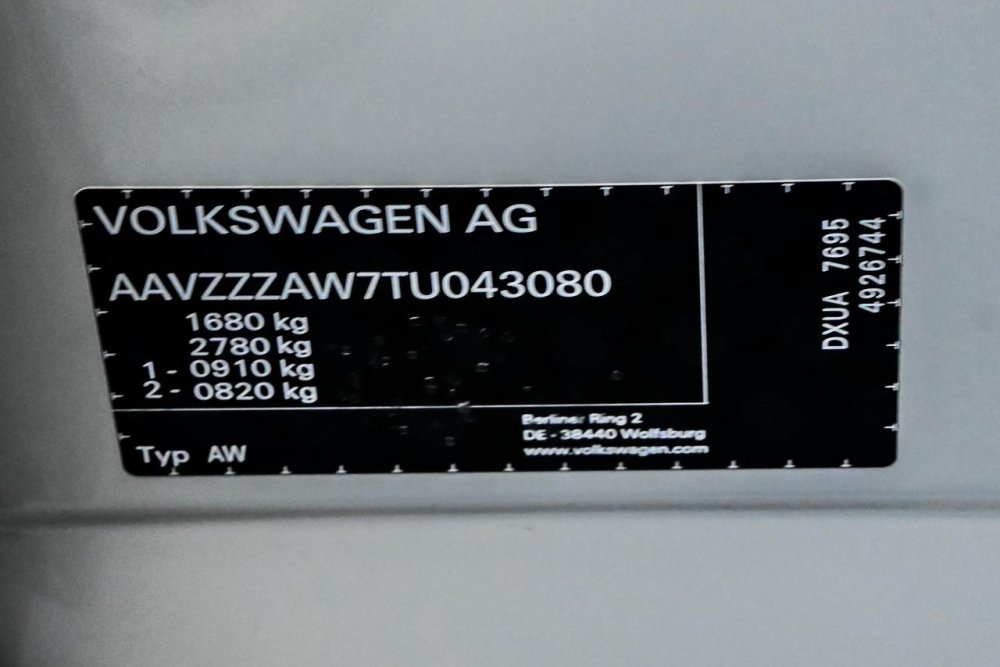 VOLKSWAGEN AG
AAVZZZAW7TU043080
1680 kg
2780 kg
1 - 0910 kg
2 - 0820 kg
Typ AW
Berliner Ring 2
DE - 38440 Wolfsburg
www.volkswagen.com
DXUA 7695
4926744